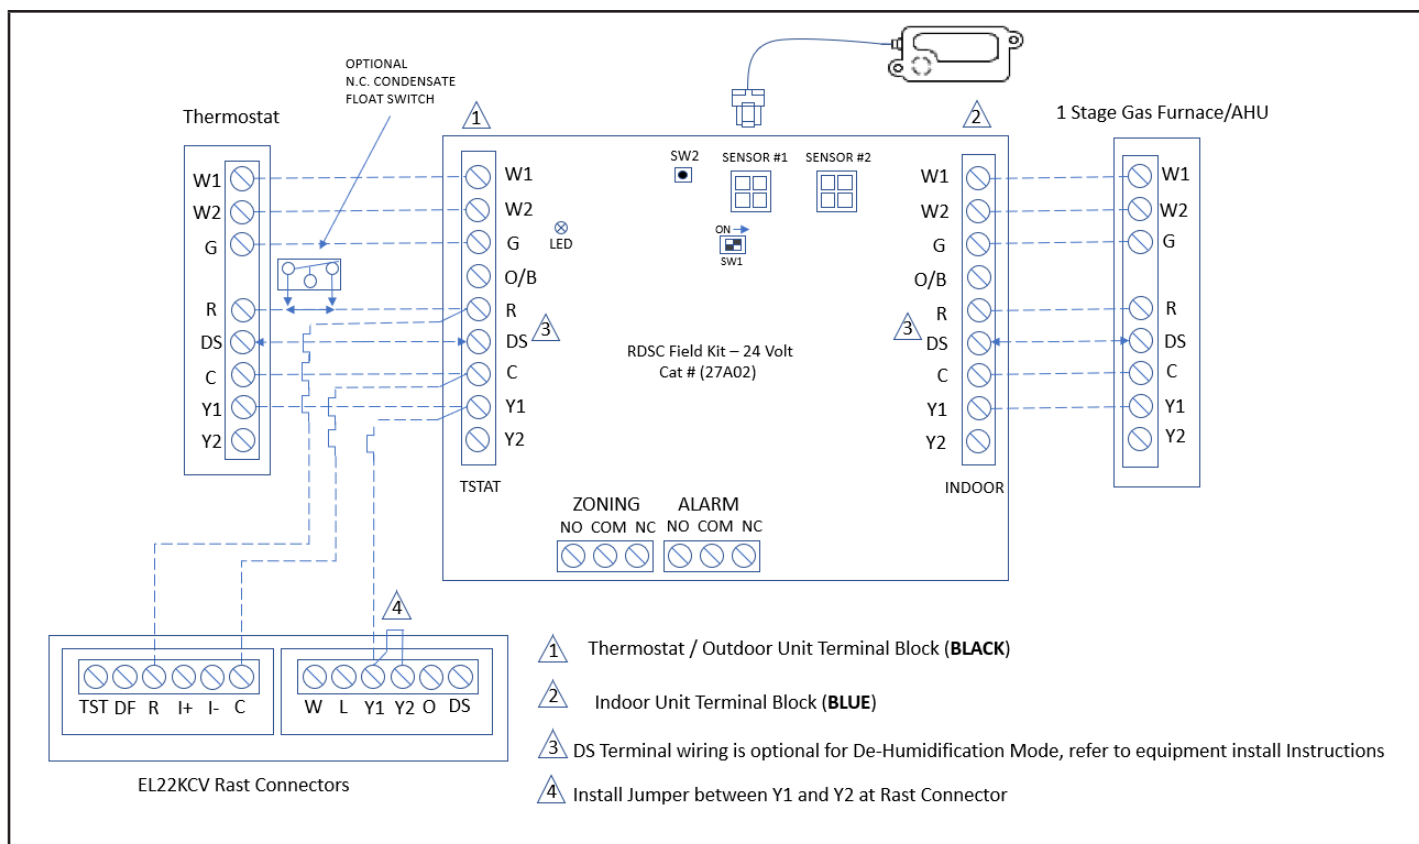 OPTIONAL
N.C. CONDENSATE
FLOAT SWITCH
Thermostat
1
2
1 Stage Gas Furnace/AHU
W1
W2
G
R
DS
C
Y1
Y2
W1
W2
G
O/B
R
DS
C
Y1
Y2
TSTAT
3
LED
SW2
SENSOR #1
SENSOR #2
ON
SW1
RDSC Field Kit – 24 Volt
Cat # (27A02)
3
W1
W2
G
O/B
R
DS
C
Y1
Y2
INDOOR
W1
W2
G
R
DS
C
Y1
Y2
ZONING
NO COM NC
ALARM
NO COM NC
4
TST DF R I+ I- C
W L Y1 Y2 O DS
EL22KCV Rast Connectors
1 Thermostat / Outdoor Unit Terminal Block (BLACK)
2 Indoor Unit Terminal Block (BLUE)
3 DS Terminal wiring is optional for De-Humidification Mode, refer to equipment install Instructions
4 Install Jumper between Y1 and Y2 at Rast Connector